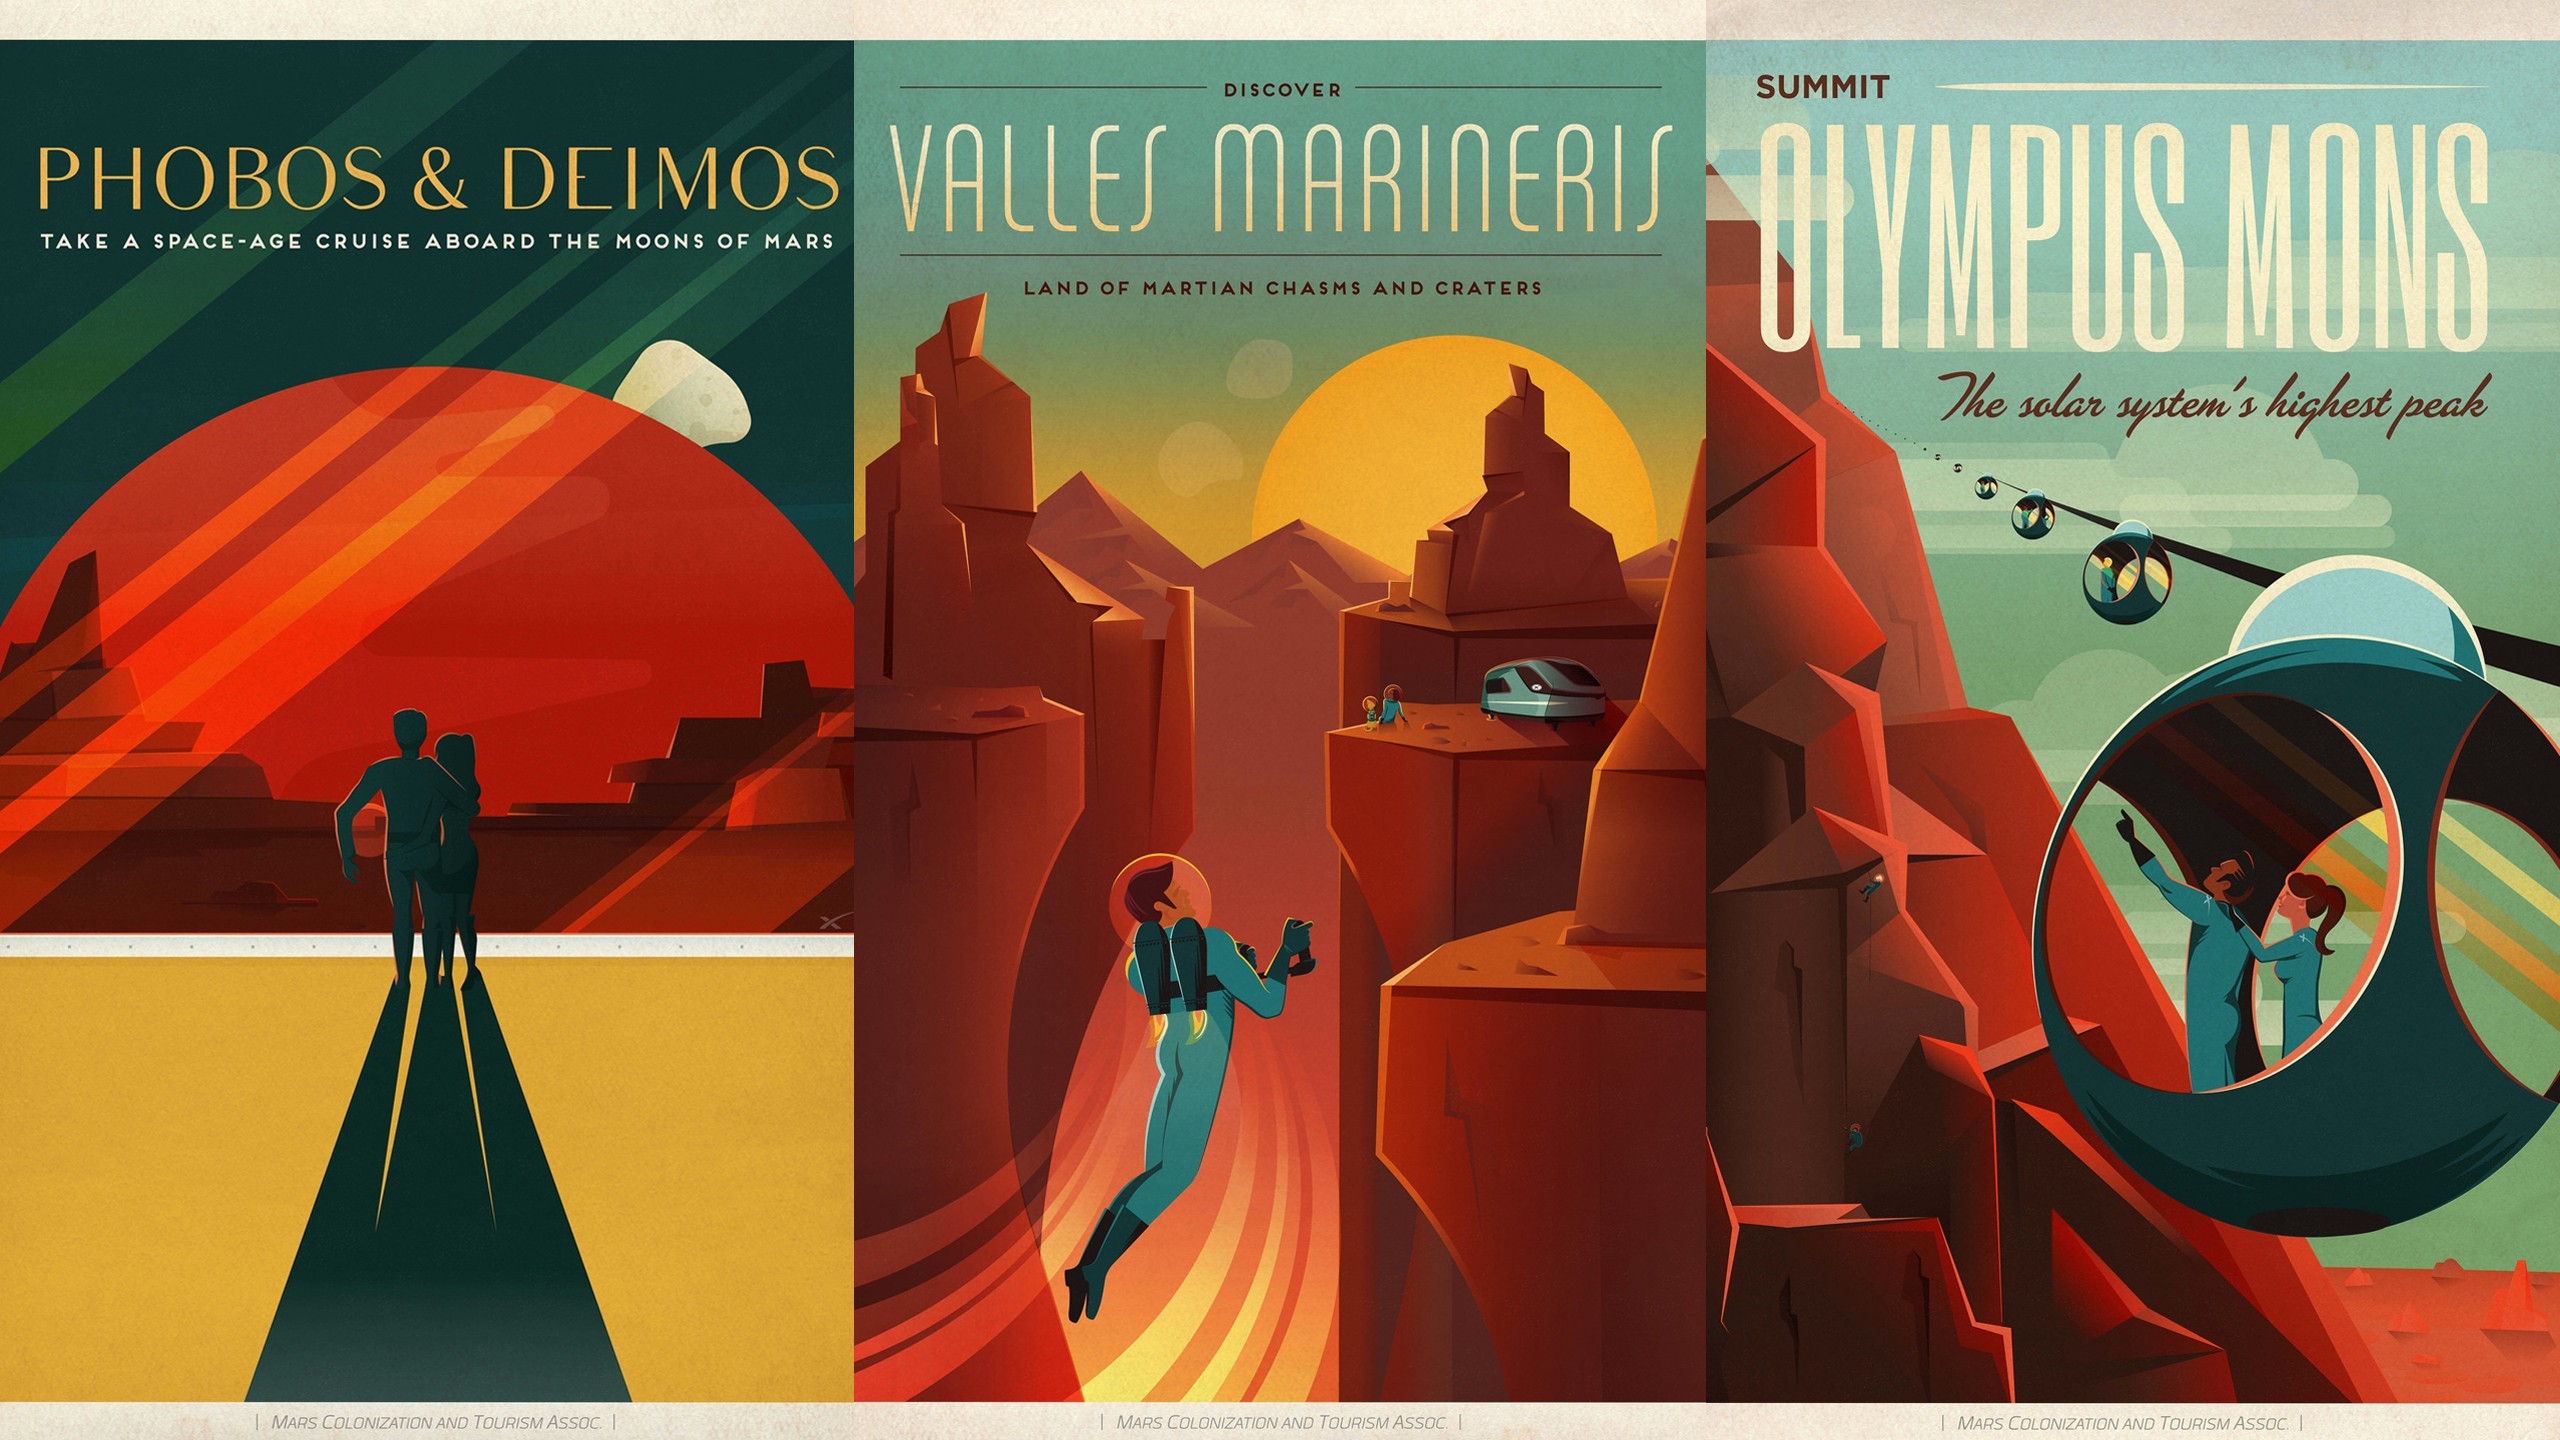 PHOBOS & DEIMOS
TAKE A SPACE-AGE CRUISE ABOARD THE MOONS OF MARS
| MARS COLONIZATION AND TOURISM ASSOC. |
DISCOVER
VALLES MARINERIS
LAND OF MARTIAN CHASMS AND CRATERS
| MARS COLONIZATION AND TOURISM ASSOC. |
SUMMIT
OLYMPUS MONS
The solar system's highest peak
| MARS COLONIZATION AND TOURISM ASSOC. |